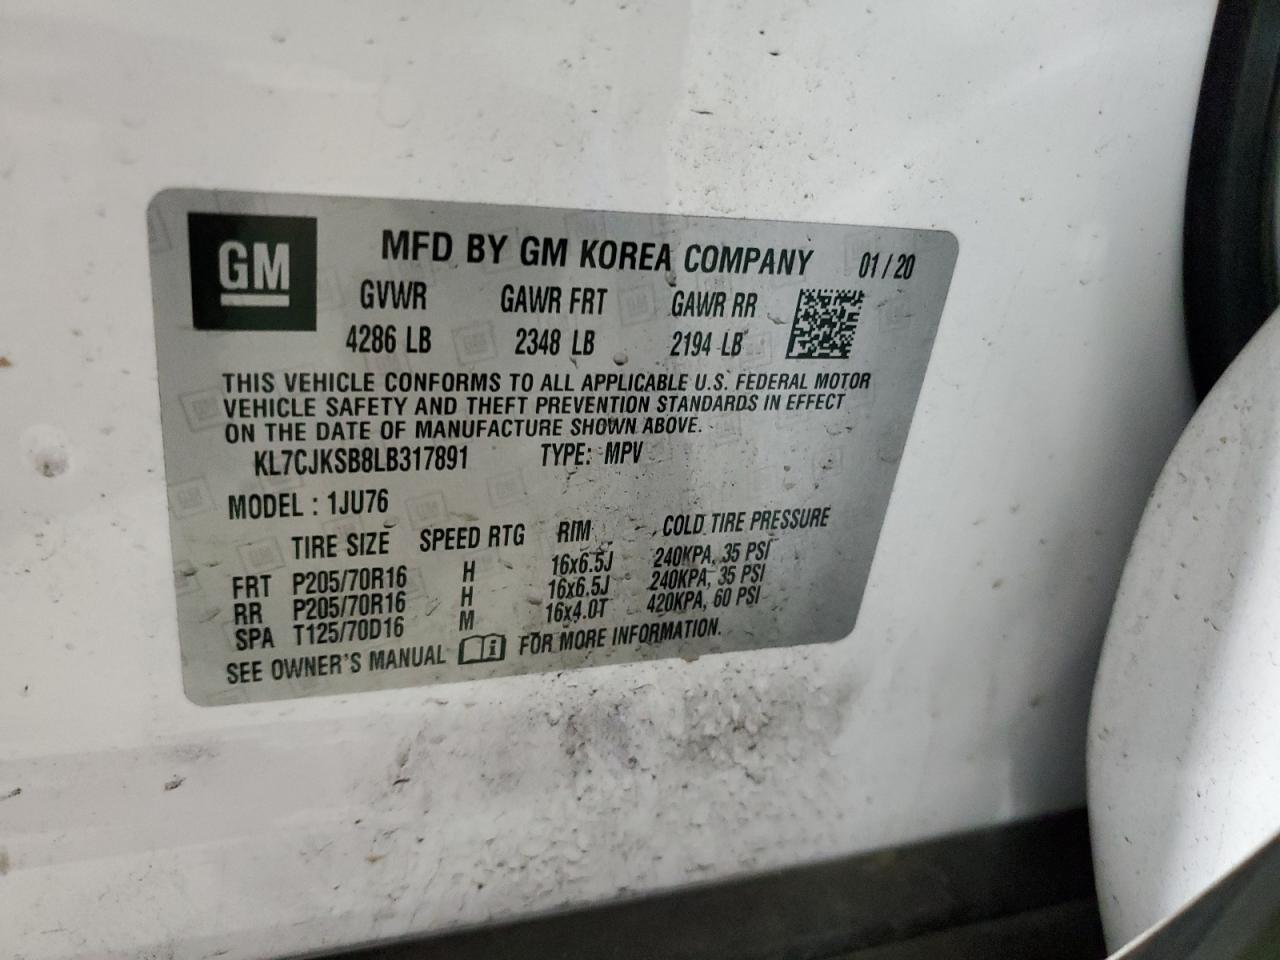 GM
MFD BY GM KOREA COMPANY 01/20
GVWR GAWR FRT GAWR RR
4286 LB 2348 LB 2194 LB
THIS VEHICLE CONFORMS TO ALL APPLICABLE U.S. FEDERAL MOTOR
VEHICLE SAFETY AND THEFT PREVENTION STANDARDS IN EFFECT
ON THE DATE OF MANUFACTURE SHOWN ABOVE.
KL7CJKSB8LB317891 TYPE: MPV
MODEL : 1JU76
TIRE SIZE SPEED RTG RIM COLD TIRE PRESSURE
FRT P205/70R16 H 16x6.5J 240KPA, 35 PSI
RR P205/70R16 H 16x6.5J 240KPA, 35 PSI
SPA T125/70D16 M 16x4.0T 420KPA, 60 PSI
SEE OWNER'S MANUAL FOR MORE INFORMATION.